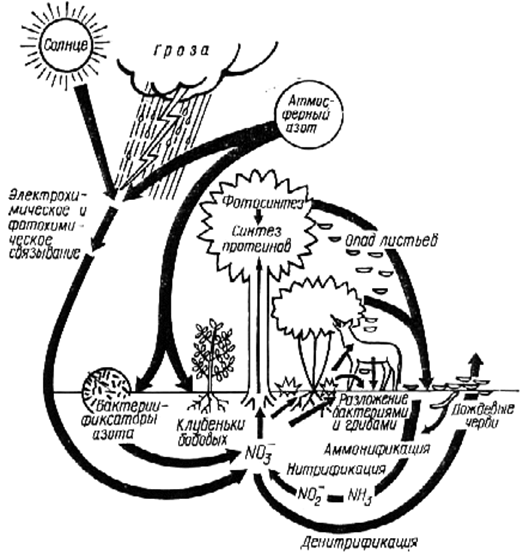 Солнце
гроза
Атмос-
ферный
азот
Электрохи-
мическое и
фотохими-
ческое
связывание
Фотосинтез
Синтез
протеинов
Опад листьев
Бактерии-
фиксаторы
азота
Клубеньки
бобовых
Разложение
бактериями
и грибами
Дождевые
черви
Аммонификация
Нитрификация
NO₃⁻
NO₂⁻
NH₃
Денитрификация